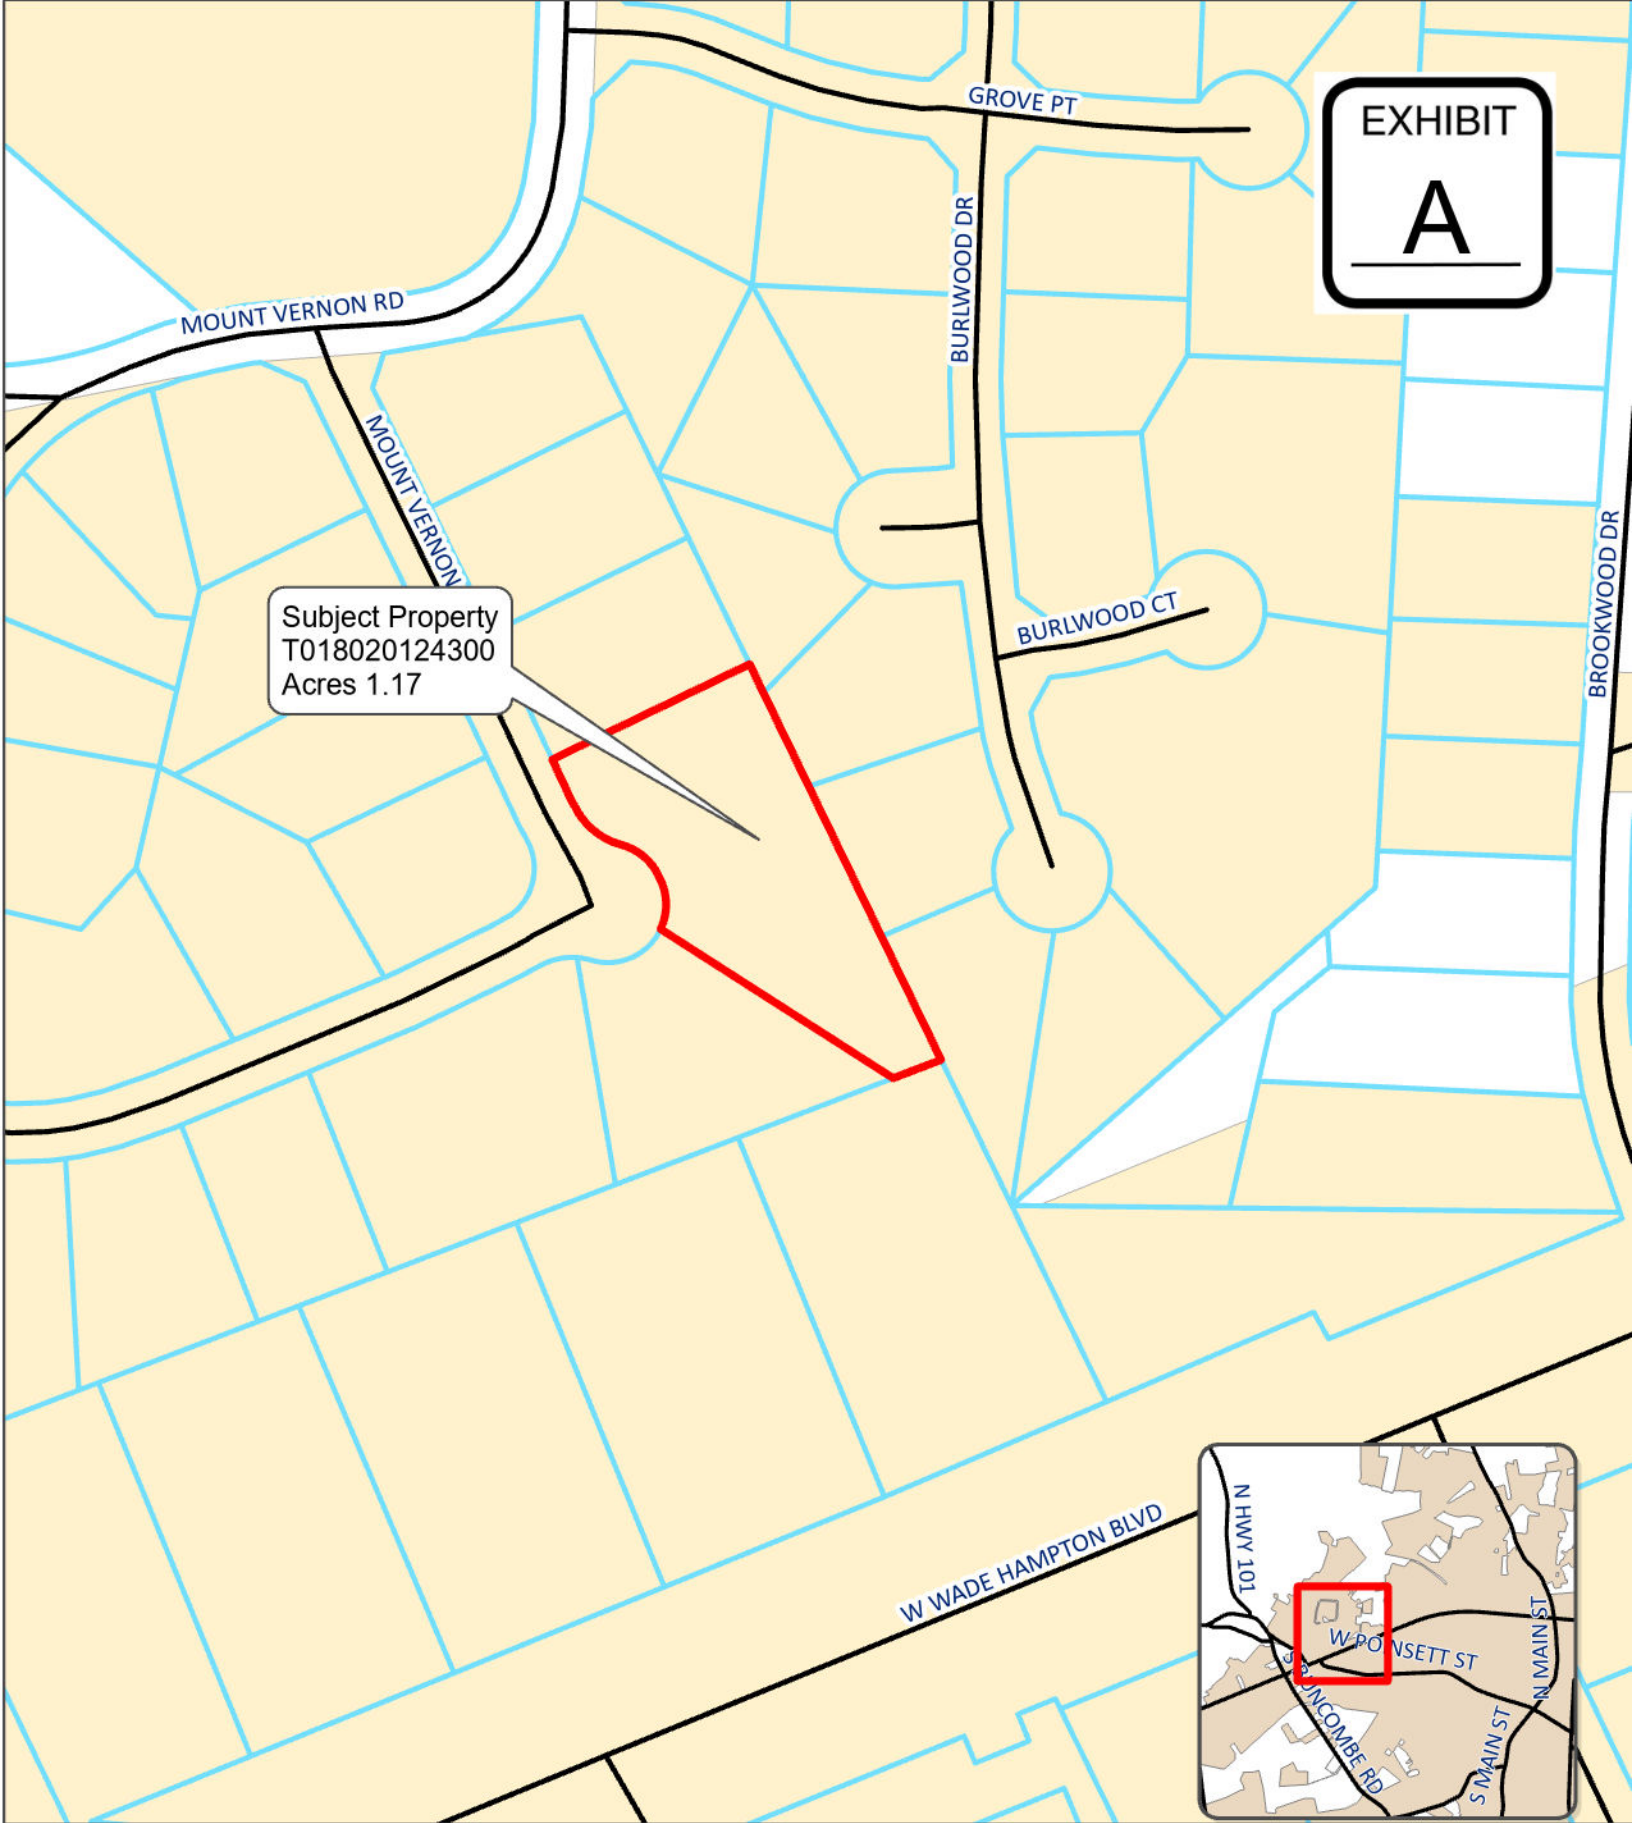 GROVE PT
EXHIBIT
A
BURLWOOD DR
MOUNT VERNON RD
MOUNT VERNON
BROOKWOOD DR
BURLWOOD CT
Subject Property
T018020124300
Acres 1.17
W WADE HAMPTON BLVD
N HWY 101
W POINSETT ST
N MAIN ST
S BUNCOMBE RD
S MAIN ST